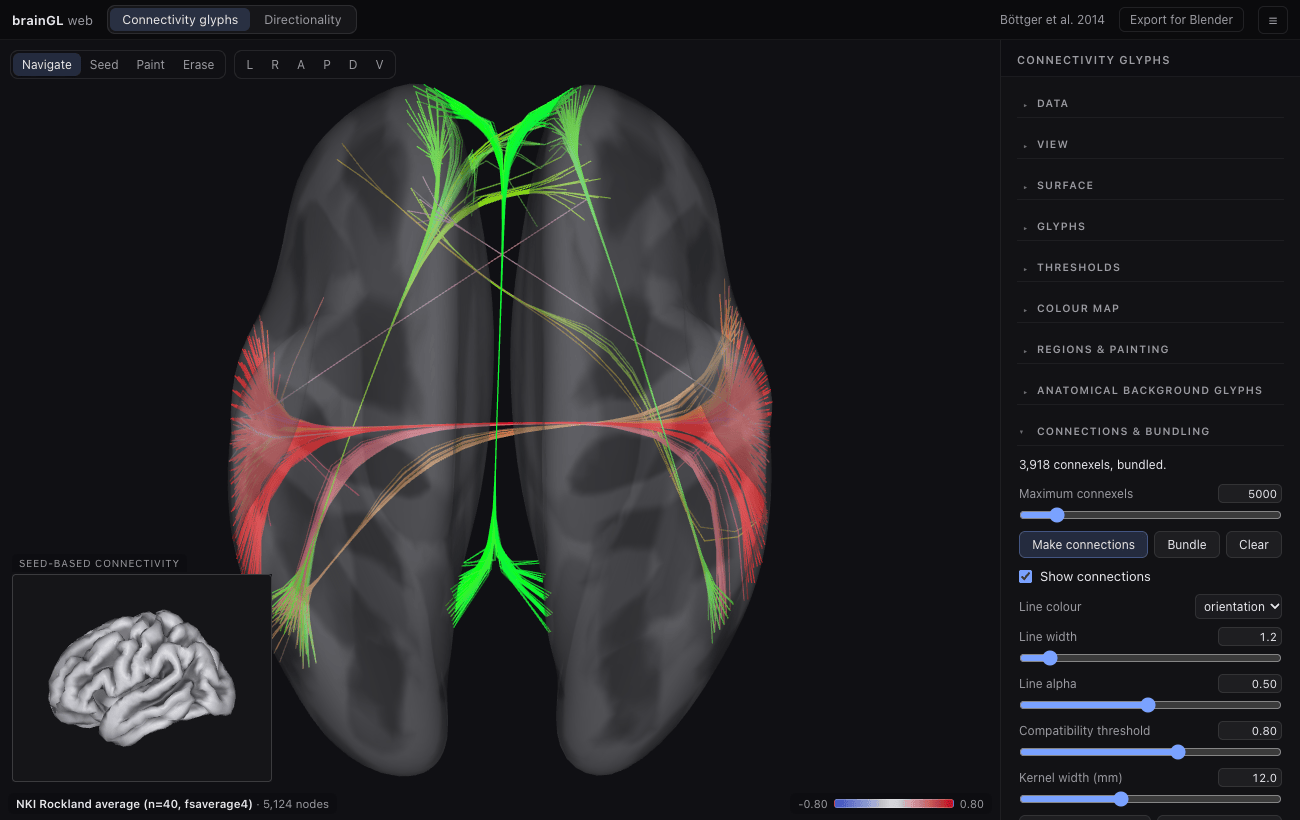 brainGL web
Connectivity glyphs
Directionality
Böttger et al. 2014
Export for Blender
Navigate
Seed
Paint
Erase
L
R
A
P
D
V
CONNECTIVITY GLYPHS
DATA
VIEW
SURFACE
GLYPHS
THRESHOLDS
COLOUR MAP
REGIONS & PAINTING
ANATOMICAL BACKGROUND GLYPHS
CONNECTIONS & BUNDLING
3,918 connexels, bundled.
Maximum connexels
5000
Make connections
Bundle
Clear
Show connections
Line colour
orientation
Line width
1.2
Line alpha
0.50
Compatibility threshold
0.80
Kernel width (mm)
12.0
SEED-BASED CONNECTIVITY
NKI Rockland average (n=40, fsaverage4) · 5,124 nodes
-0.80
0.80